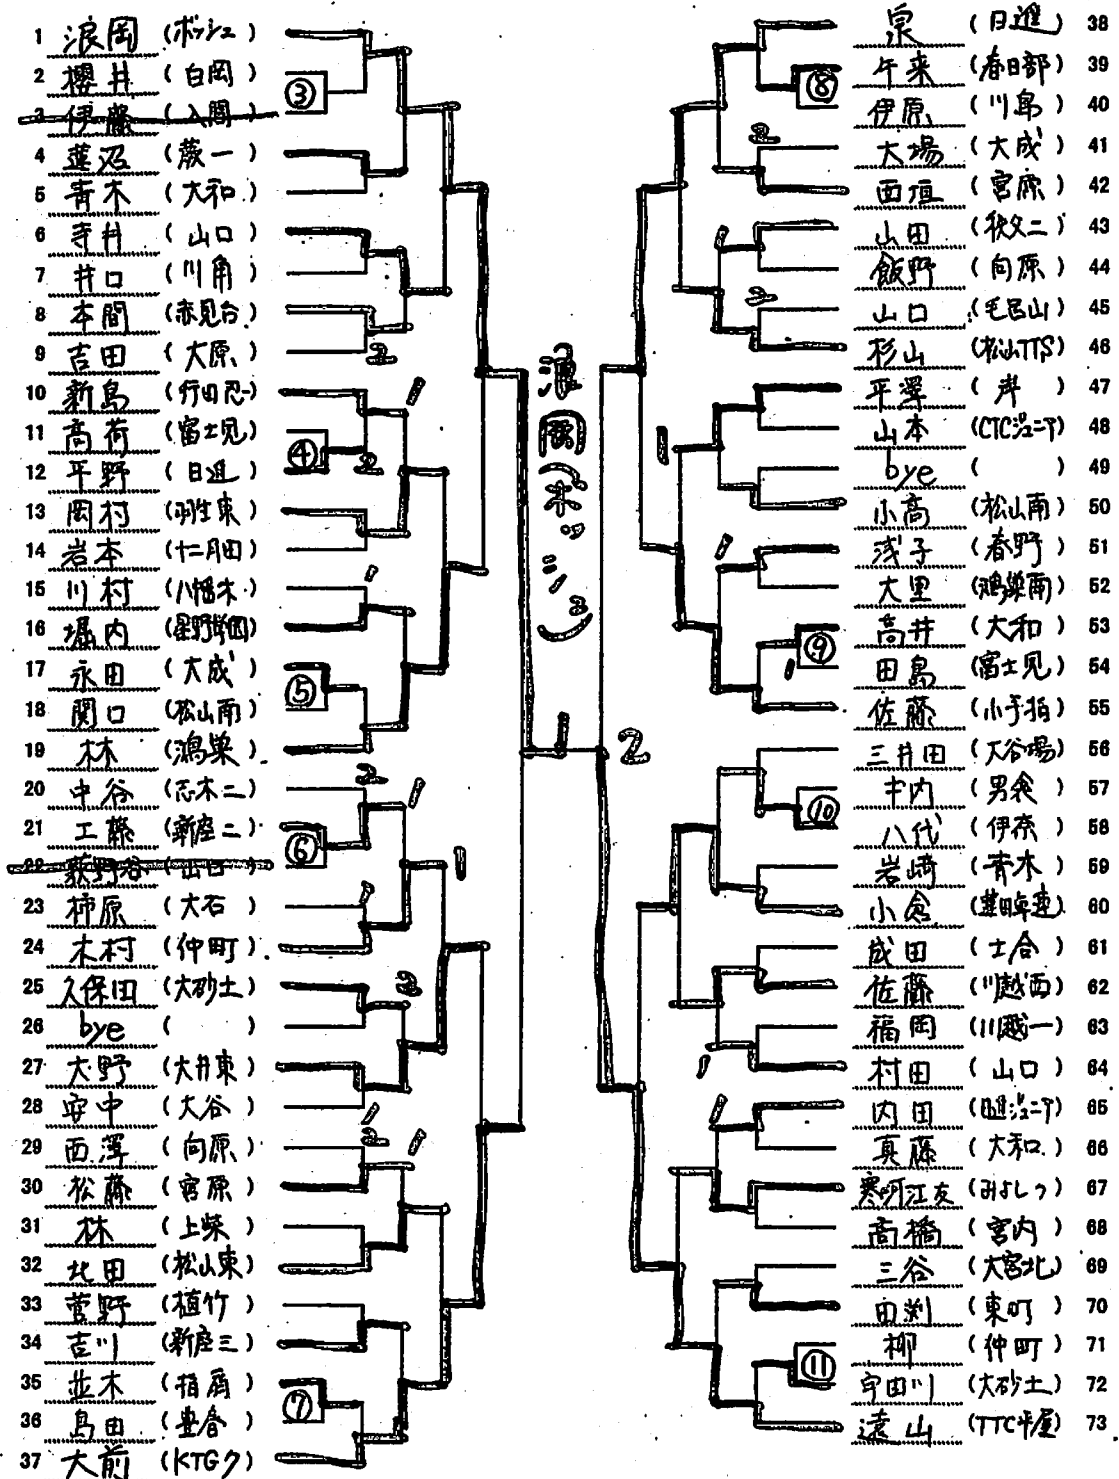 1 浪岡 (ボッシュ)
2 櫻井 (白岡)
3 伊藤 (入間)
4 蓮沼 (蕨一)
5 青木 (大和)
6 寺井 (山口)
7 井口 (川角)
8 本間 (赤見台)
9 吉田 (大原)
10 新島 (行田忍)
11 高荷 (富士見)
12 平野 (日進)
13 岡村 (羽生東)
14 岩本 (十二月田)
15 川村 (八幡木)
16 堀内 (星野学園)
17 永田 (大成)
18 関口 (松山南)
19 林 (鴻巣)
20 中谷 (志木二)
21 工藤 (新座二)
22 荻野谷 (山口)
23 柿原 (大石)
24 木村 (仲町)
25 久保田 (大砂土)
26 bye ( )
27 大野 (大井東)
28 安中 (大谷)
29 西澤 (向原)
30 松藤 (宮原)
31 林 (上柴)
32 北田 (松山東)
33 菅野 (植竹)
34 吉川 (新座三)
35 並木 (指扇)
36 島田 (豊春)
37 大前 (KTGク)
③
④
⑤
⑥
⑦
浪岡(ボッシュ)
1
2
⑧
⑨
⑩
⑪
泉 (日進) 38
午来 (春日部) 39
伊原 (川島) 40
大場 (大成) 41
西垣 (宮原) 42
山田 (秩父二) 43
飯野 (向原) 44
山口 (毛呂山) 45
杉山 (松山TTS) 46
平澤 (岸) 47
山本 (CTCジュニア) 48
bye ( ) 49
小高 (松山南) 50
浅子 (春野) 51
大里 (鴻巣南) 52
高井 (大和) 53
田島 (富士見) 54
佐藤 (小手指) 55
三井田 (大谷場) 56
中内 (男衾) 57
八代 (伊奈) 58
岩崎 (青木) 59
小倉 (蓮田卓連) 60
成田 (土合) 61
佐藤 (川越西) 62
福岡 (川越一) 63
村田 (山口) 64
内田 (日進ジュニア) 65
真藤 (大和) 66
寒河江友 (みよしク) 67
高橋 (宮内) 68
三谷 (大宮北) 69
田渕 (東町) 70
柳 (仲町) 71
宇田川 (大砂土) 72
遠山 (TTC平屋) 73